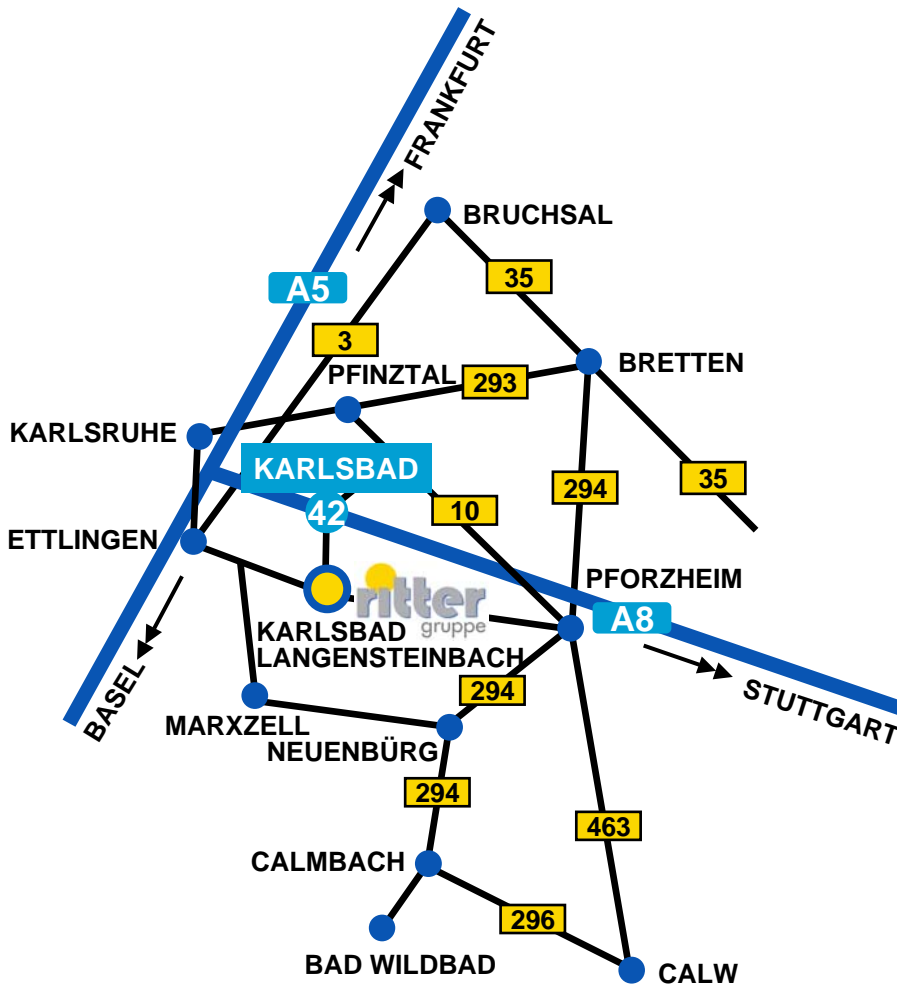 FRANKFURT
BRUCHSAL
35
A5
3
BRETTEN
PFINZTAL
293
KARLSRUHE
KARLSBAD
35
294
42
10
ETTLINGEN
PFORZHEIM
ritter
gruppe
A8
KARLSBAD
LANGENSTEINBACH
BASEL
294
STUTTGART
MARXZELL
NEUENBÜRG
294
463
CALMBACH
296
BAD WILDBAD
CALW